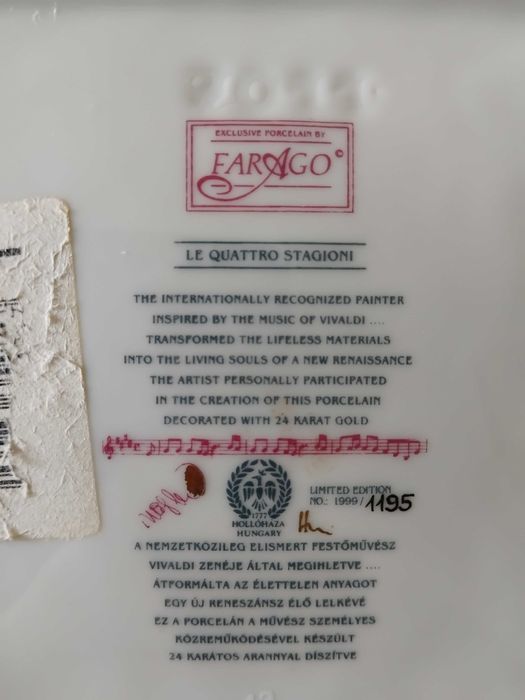 EXCLUSIVE PORCELAIN BY
FARAGO©
LE QUATTRO STAGIONI
THE INTERNATIONALLY RECOGNIZED PAINTER
INSPIRED BY THE MUSIC OF VIVALDI ....
TRANSFORMED THE LIFELESS MATERIALS
INTO THE LIVING SOULS OF A NEW RENAISSANCE
THE ARTIST PERSONALLY PARTICIPATED
IN THE CREATION OF THIS PORCELAIN
DECORATED WITH 24 KARAT GOLD
1777
HOLLÓHÁZA
HUNGARY
LIMITED EDITION
NO.: 1999/1195
A NEMZETKÖZILEG ELISMERT FESTŐMŰVÉSZ
VIVALDI ZENÉJE ÁLTAL MEGIHLETVE ....
ÁTFORMÁLTA AZ ÉLETTELEN ANYAGOT
EGY ÚJ RENESZÁNSZ ÉLŐ LELKÉVÉ
EZ A PORCELÁN A MŰVÉSZ SZEMÉLYES
KÖZREMŰKÖDÉSÉVEL KÉSZÜLT
24 KARÁTOS ARANNYAL DÍSZÍTVE